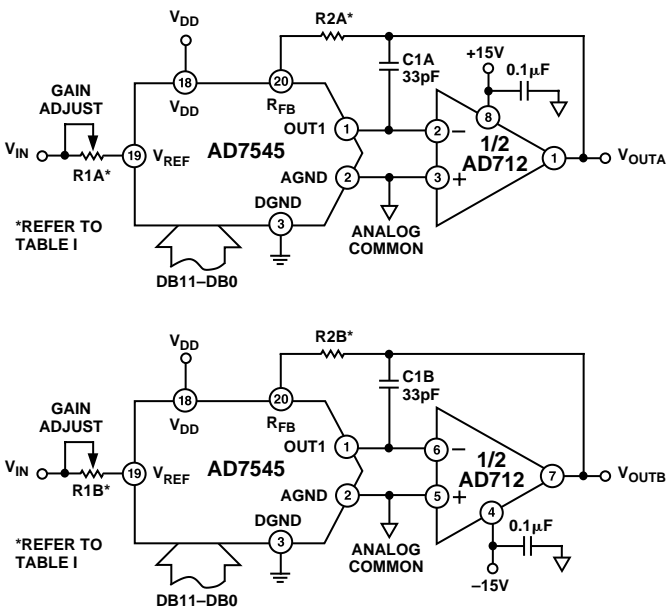 V_DD
R2A*
GAIN
ADJUST
18
V_DD
20
R_FB
C1A
33pF
+15V
0.1µF
V_IN
R1A*
19
V_REF
AD7545
OUT1
1
2
–
8
1/2
AD712
1
V_OUTA
AGND
2
3
+
DGND
3
ANALOG
COMMON
*REFER TO
TABLE I
DB11–DB0
V_DD
R2B*
GAIN
ADJUST
18
V_DD
20
R_FB
C1B
33pF
V_IN
R1B*
19
V_REF
AD7545
OUT1
1
6
–
1/2
AD712
7
V_OUTB
AGND
2
5
+
4
0.1µF
DGND
3
ANALOG
COMMON
–15V
*REFER TO
TABLE I
DB11–DB0